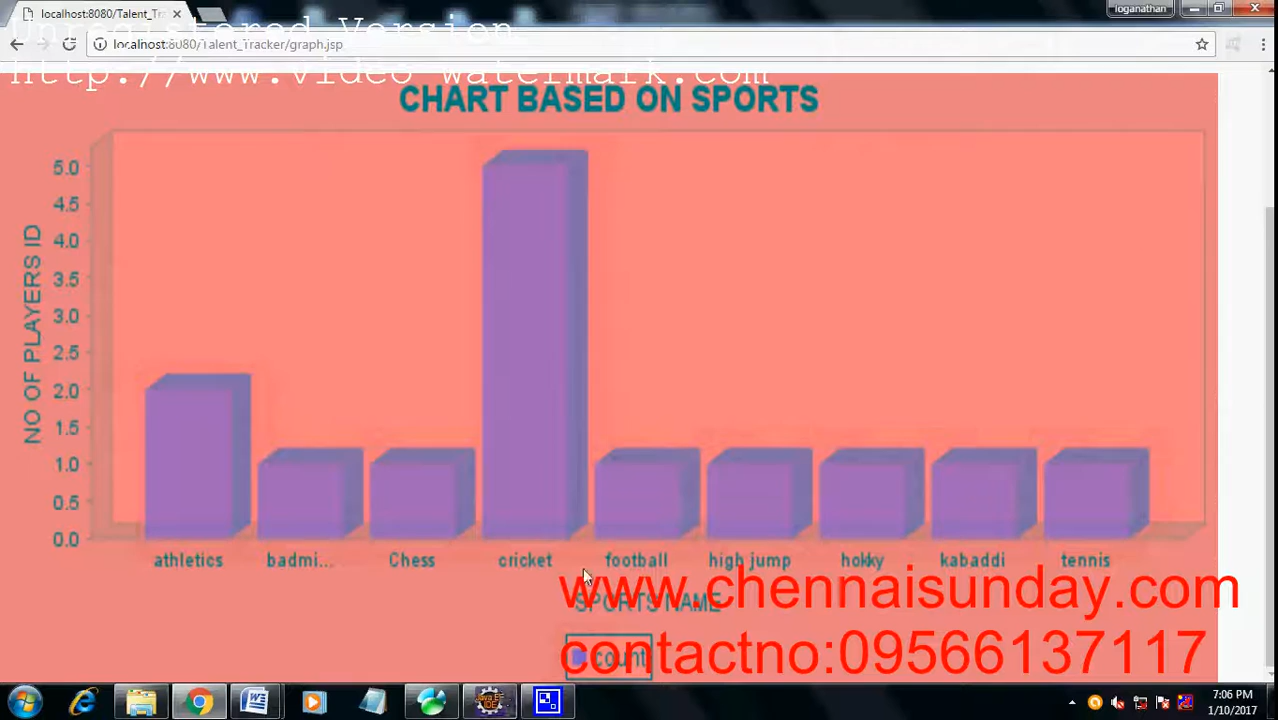 localhost:8080/Talent_Tr
loganathan
Unregistered Version
localhost:8080/Talent_Tracker/graph.jsp
http://www.video-watermark.com
CHART BASED ON SPORTS
NO OF PLAYERS ID
5.0
4.5
4.0
3.5
3.0
2.5
2.0
1.5
1.0
0.5
0.0
athletics badmi... Chess cricket football high jump hokky kabaddi tennis
www.chennaisunday.com
SPORTS NAME
contactno:09566137117
count
7:06 PM
1/10/2017